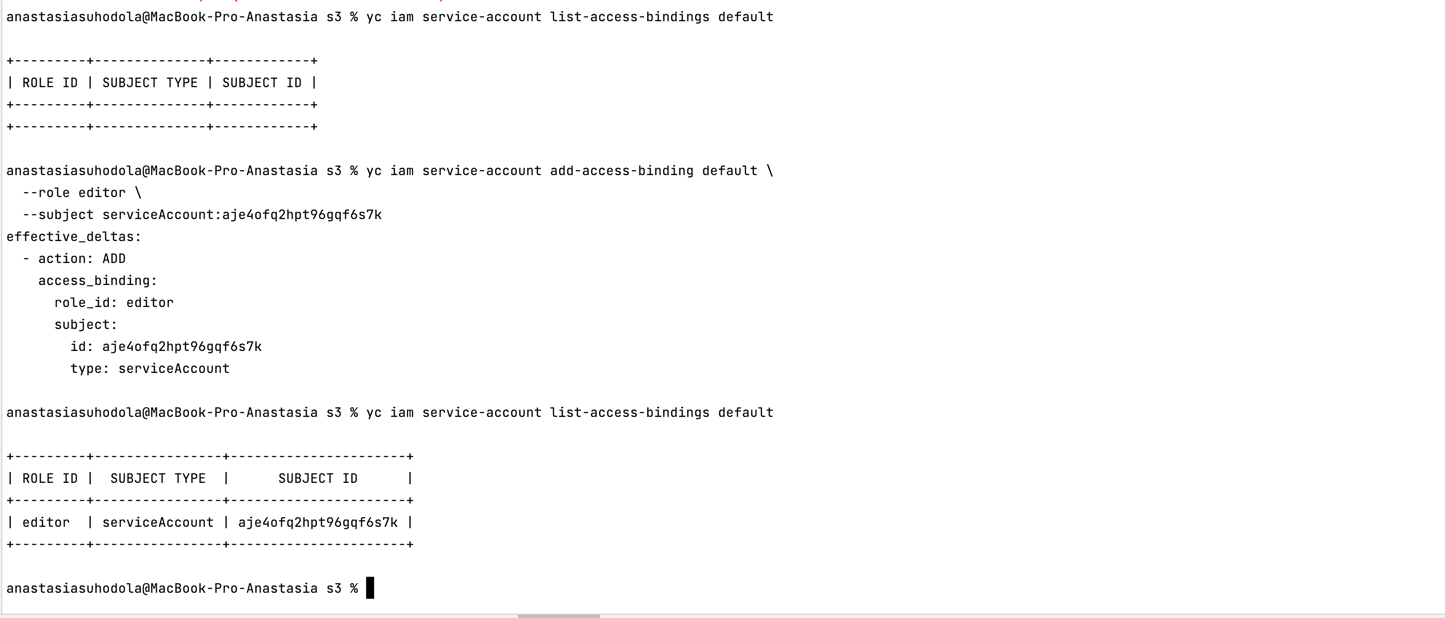 anastasiasuhodola@MacBook-Pro-Anastasia s3 % yc iam service-account list-access-bindings default
+---------+--------------+------------+
| ROLE ID | SUBJECT TYPE | SUBJECT ID |
+---------+--------------+------------+
+---------+--------------+------------+
anastasiasuhodola@MacBook-Pro-Anastasia s3 % yc iam service-account add-access-binding default \
  --role editor \
  --subject serviceAccount:aje4ofq2hpt96gqf6s7k
effective_deltas:
  - action: ADD
    access_binding:
      role_id: editor
      subject:
        id: aje4ofq2hpt96gqf6s7k
        type: serviceAccount
anastasiasuhodola@MacBook-Pro-Anastasia s3 % yc iam service-account list-access-bindings default
+---------+----------------+----------------------+
| ROLE ID |  SUBJECT TYPE  |      SUBJECT ID      |
+---------+----------------+----------------------+
| editor  | serviceAccount | aje4ofq2hpt96gqf6s7k |
+---------+----------------+----------------------+
anastasiasuhodola@MacBook-Pro-Anastasia s3 %